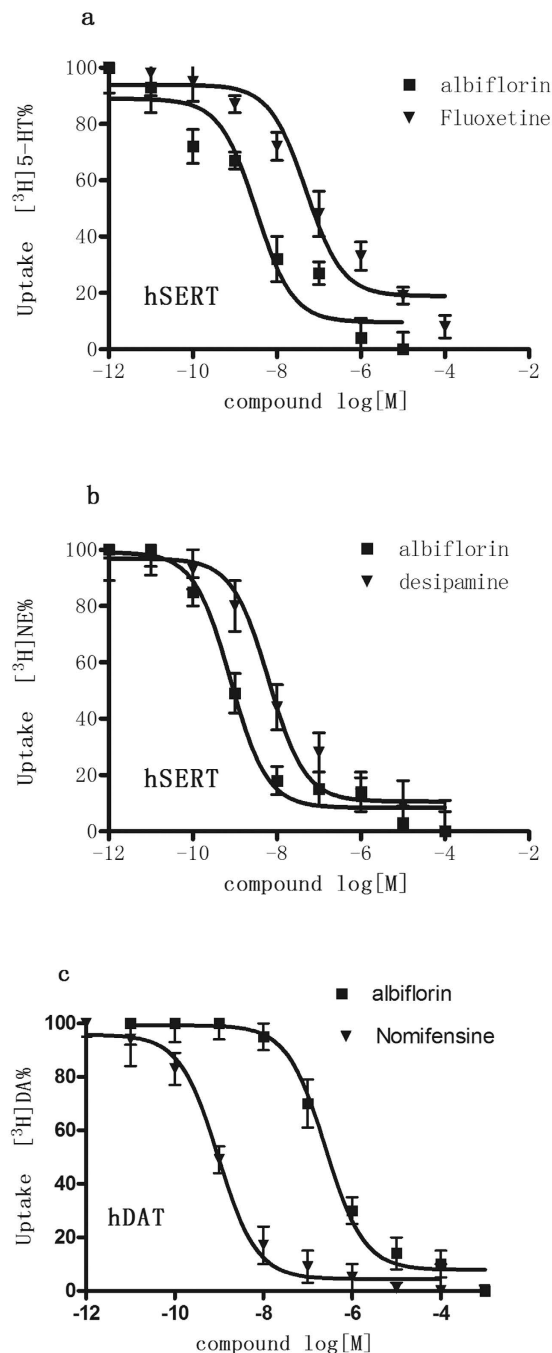 a
albiflorin
Fluoxetine
Uptake [³H]5-HT%
100
80
60
40
20
0
hSERT
-12 -10 -8 -6 -4 -2
compound log[M]
b
albiflorin
desipamine
Uptake [³H]NE%
100
80
60
40
20
0
hSERT
-12 -10 -8 -6 -4 -2
compound log[M]
c
albiflorin
Nomifensine
Uptake [³H]DA%
100
80
60
40
20
0
hDAT
-12 -10 -8 -6 -4
compound log[M]